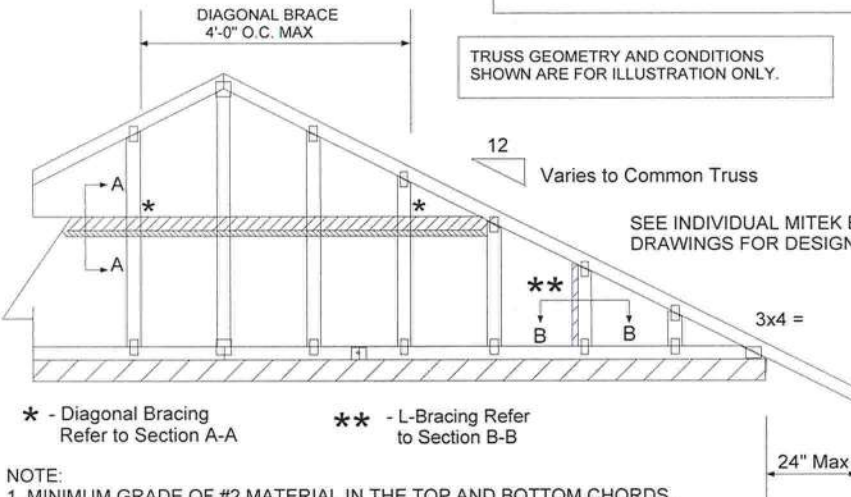 DIAGONAL BRACE
4'-0" O.C. MAX
TRUSS GEOMETRY AND CONDITIONS
SHOWN ARE FOR ILLUSTRATION ONLY.
12
Varies to Common Truss
A
*
*
SEE INDIVIDUAL MITEK
DRAWINGS FOR DESIGN
A
**
B
B
3x4 =
* - Diagonal Bracing
Refer to Section A-A
** - L-Bracing Refer
to Section B-B
24" Max
NOTE:
1. MINIMUM GRADE OF #2 MATERIAL IN THE TOP AND BOTTOM CHORDS